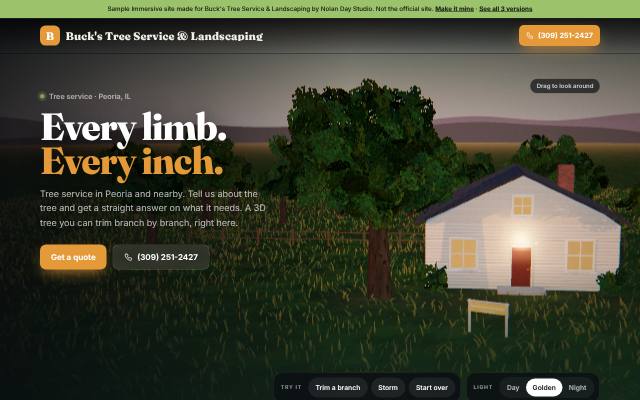 Sample Immersive site made for Buck's Tree Service & Landscaping by Nolan Day Studio. Not the official site. Make it mine · See all 3 versions
B Buck's Tree Service & Landscaping
(309) 251-2427
Drag to look around
Tree service · Peoria, IL
Every limb.
Every inch.
Tree service in Peoria and nearby. Tell us about the
tree and get a straight answer on what it needs. A 3D
tree you can trim branch by branch, right here.
Get a quote
(309) 251-2427
TRY IT Trim a branch Storm Start over
LIGHT Day Golden Night